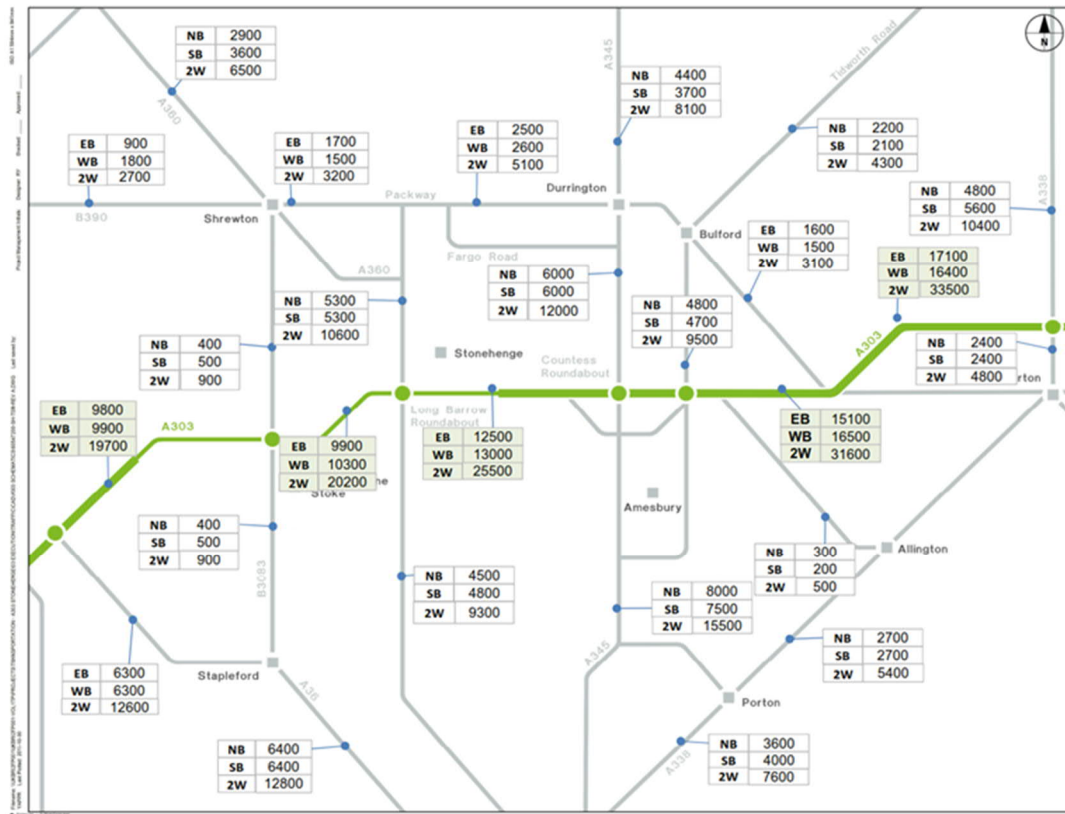 NB 2900
SB 3600
2W 6500
A360
EB 900
WB 1800
2W 2700
B390
Shrewton
EB 1700
WB 1500
2W 3200
Packway
EB 2500
WB 2600
2W 5100
Durrington
A345
NB 4400
SB 3700
2W 8100
Tidworth Road
N
NB 2200
SB 2100
2W 4300
NB 4800
SB 5600
2W 10400
A338
Bulford
EB 1600
WB 1500
2W 3100
EB 17100
WB 16400
2W 33500
Fargo Road
A360
NB 6000
SB 6000
2W 12000
NB 5300
SB 5300
2W 10600
NB 4800
SB 4700
2W 9500
NB 400
SB 500
2W 900
Stonehenge
Countess
Roundabout
A303
NB 2400
SB 2400
2W 4800
rton
EB 9800
WB 9900
2W 19700
A303
Long Barrow
Roundabout
EB 9900
WB 10300
2W 20200
ne
Stoke
EB 12500
WB 13000
2W 25500
EB 15100
WB 16500
2W 31600
Amesbury
NB 400
SB 500
2W 900
B3083
NB 300
SB 200
2W 500
Allington
NB 4500
SB 4800
2W 9300
NB 8000
SB 7500
2W 15500
A345
NB 2700
SB 2700
2W 5400
Stapleford
EB 6300
WB 6300
2W 12600
A36
Porton
NB 6400
SB 6400
2W 12800
A338
NB 3600
SB 4000
2W 7600